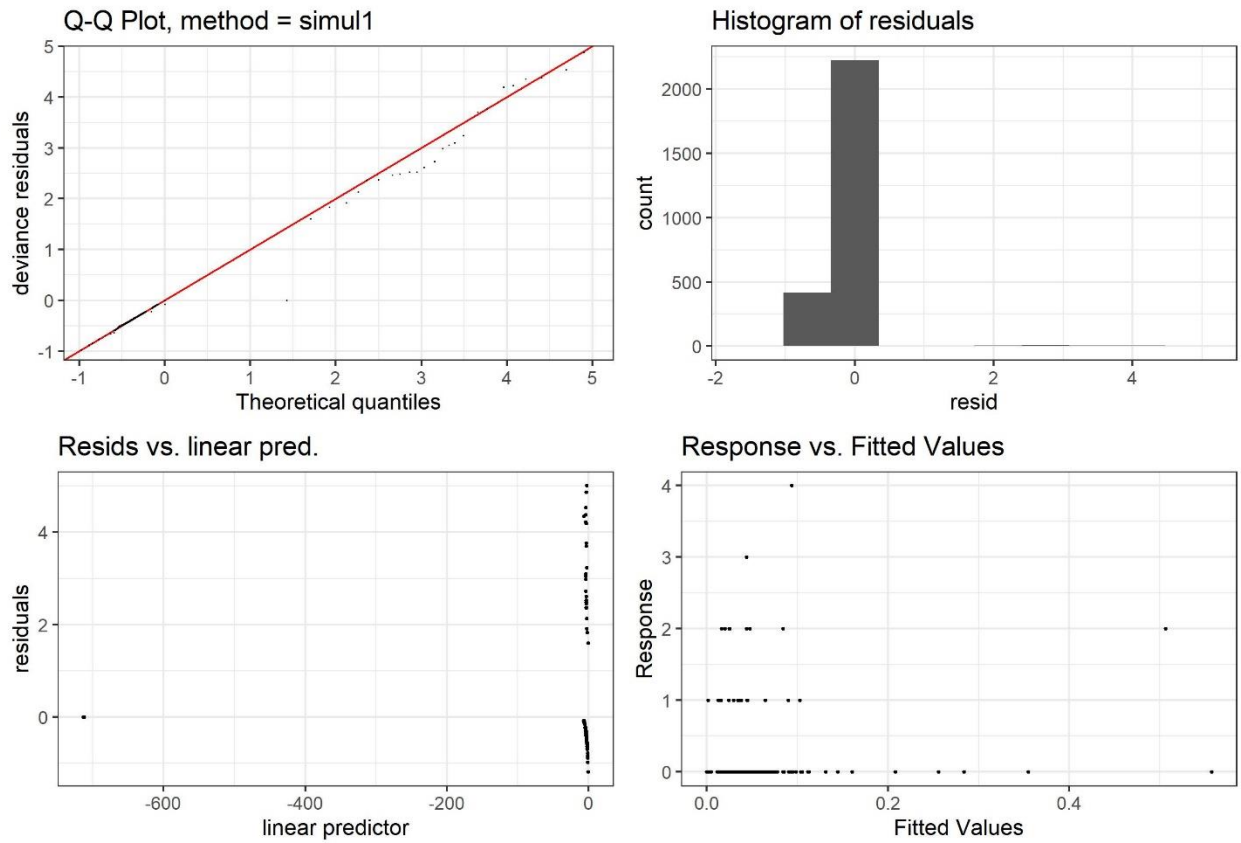 Q-Q Plot, method = simul1
5
4
3
2
1
0
-1
deviance residuals
-1 0 1 2 3 4 5
Theoretical quantiles
Histogram of residuals
2000
1500
1000
500
0
count
-2 0 2 4
resid
Resids vs. linear pred.
4
2
0
residuals
-600 -400 -200 0
linear predictor
Response vs. Fitted Values
4
3
2
1
0
Response
0.0 0.2 0.4
Fitted Values